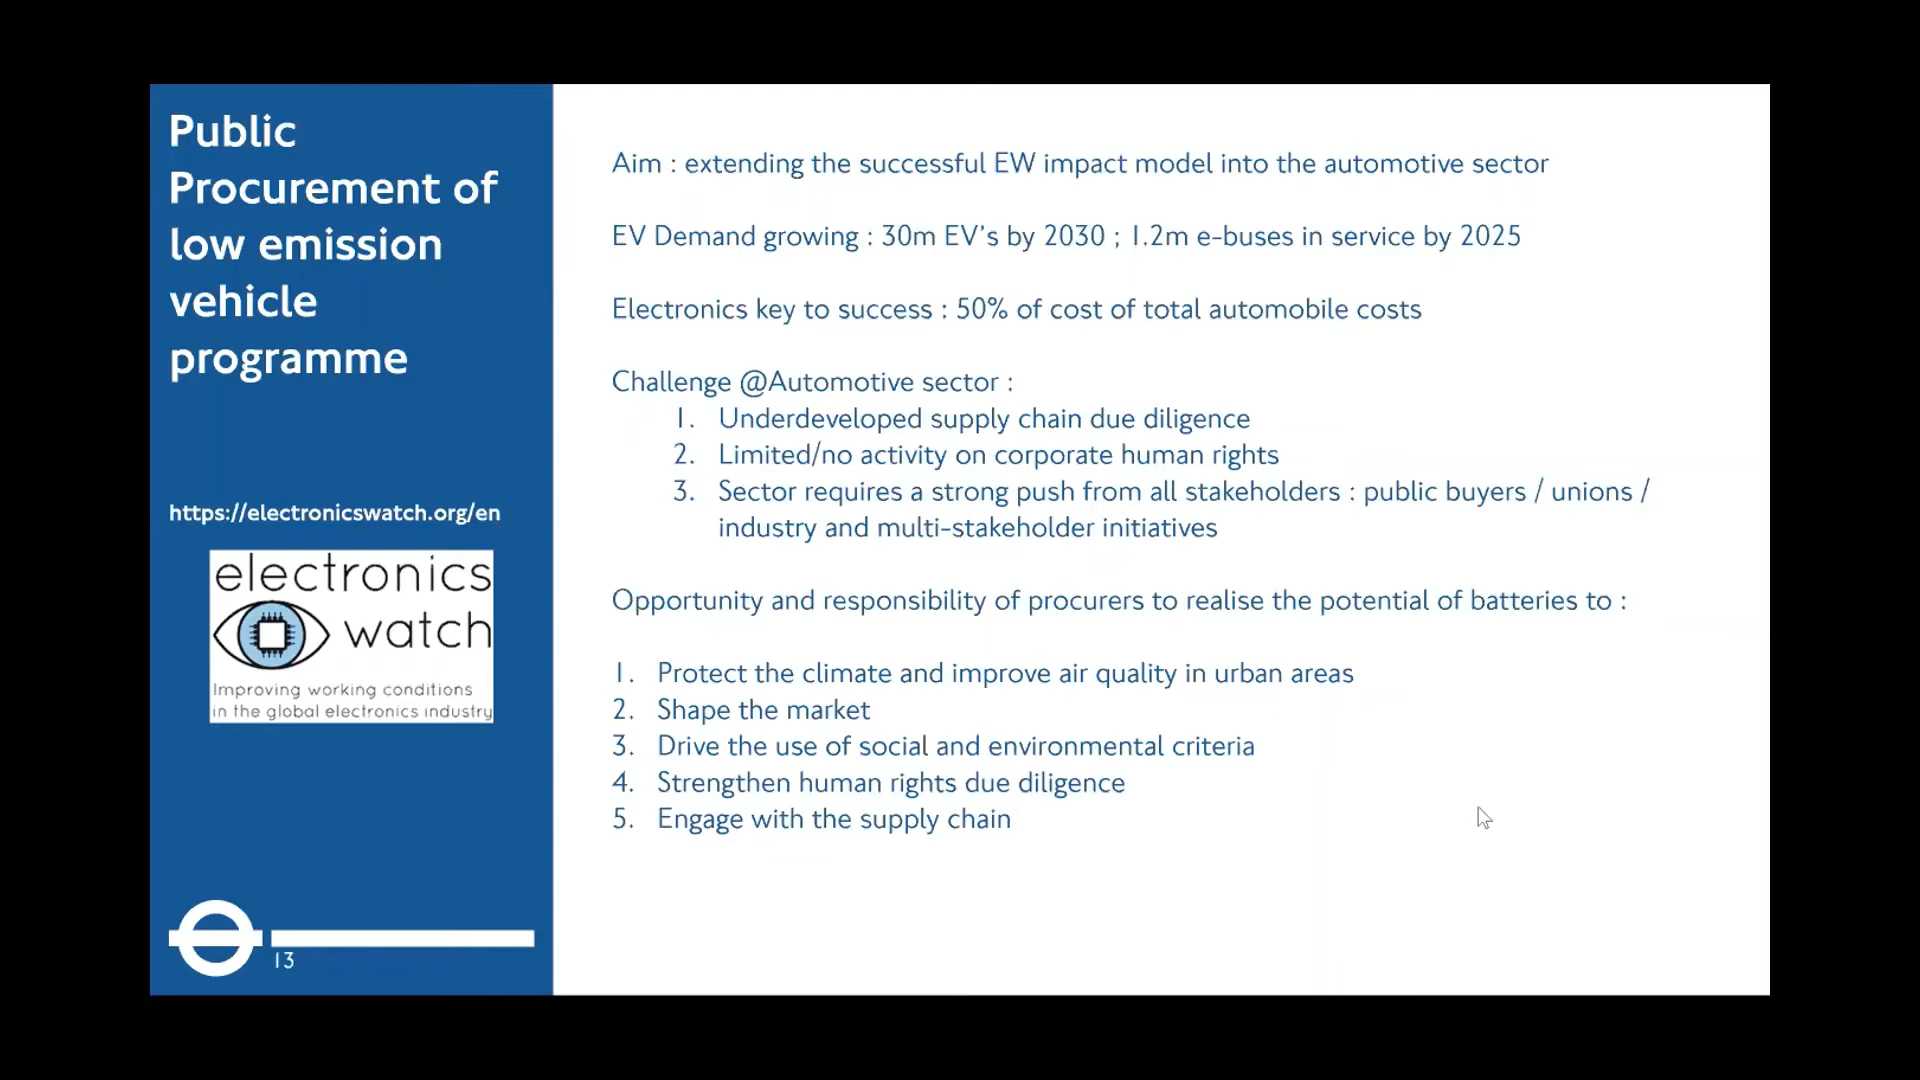 Public
Procurement of
low emission
vehicle
programme
https://electronicswatch.org/en
electronics
watch
Improving working conditions
in the global electronics industry
13
Aim : extending the successful EW impact model into the automotive sector
EV Demand growing : 30m EV's by 2030 ; 1.2m e-buses in service by 2025
Electronics key to success : 50% of cost of total automobile costs
Challenge @Automotive sector :
1. Underdeveloped supply chain due diligence
2. Limited/no activity on corporate human rights
3. Sector requires a strong push from all stakeholders : public buyers / unions /
industry and multi-stakeholder initiatives
Opportunity and responsibility of procurers to realise the potential of batteries to :
1. Protect the climate and improve air quality in urban areas
2. Shape the market
3. Drive the use of social and environmental criteria
4. Strengthen human rights due diligence
5. Engage with the supply chain